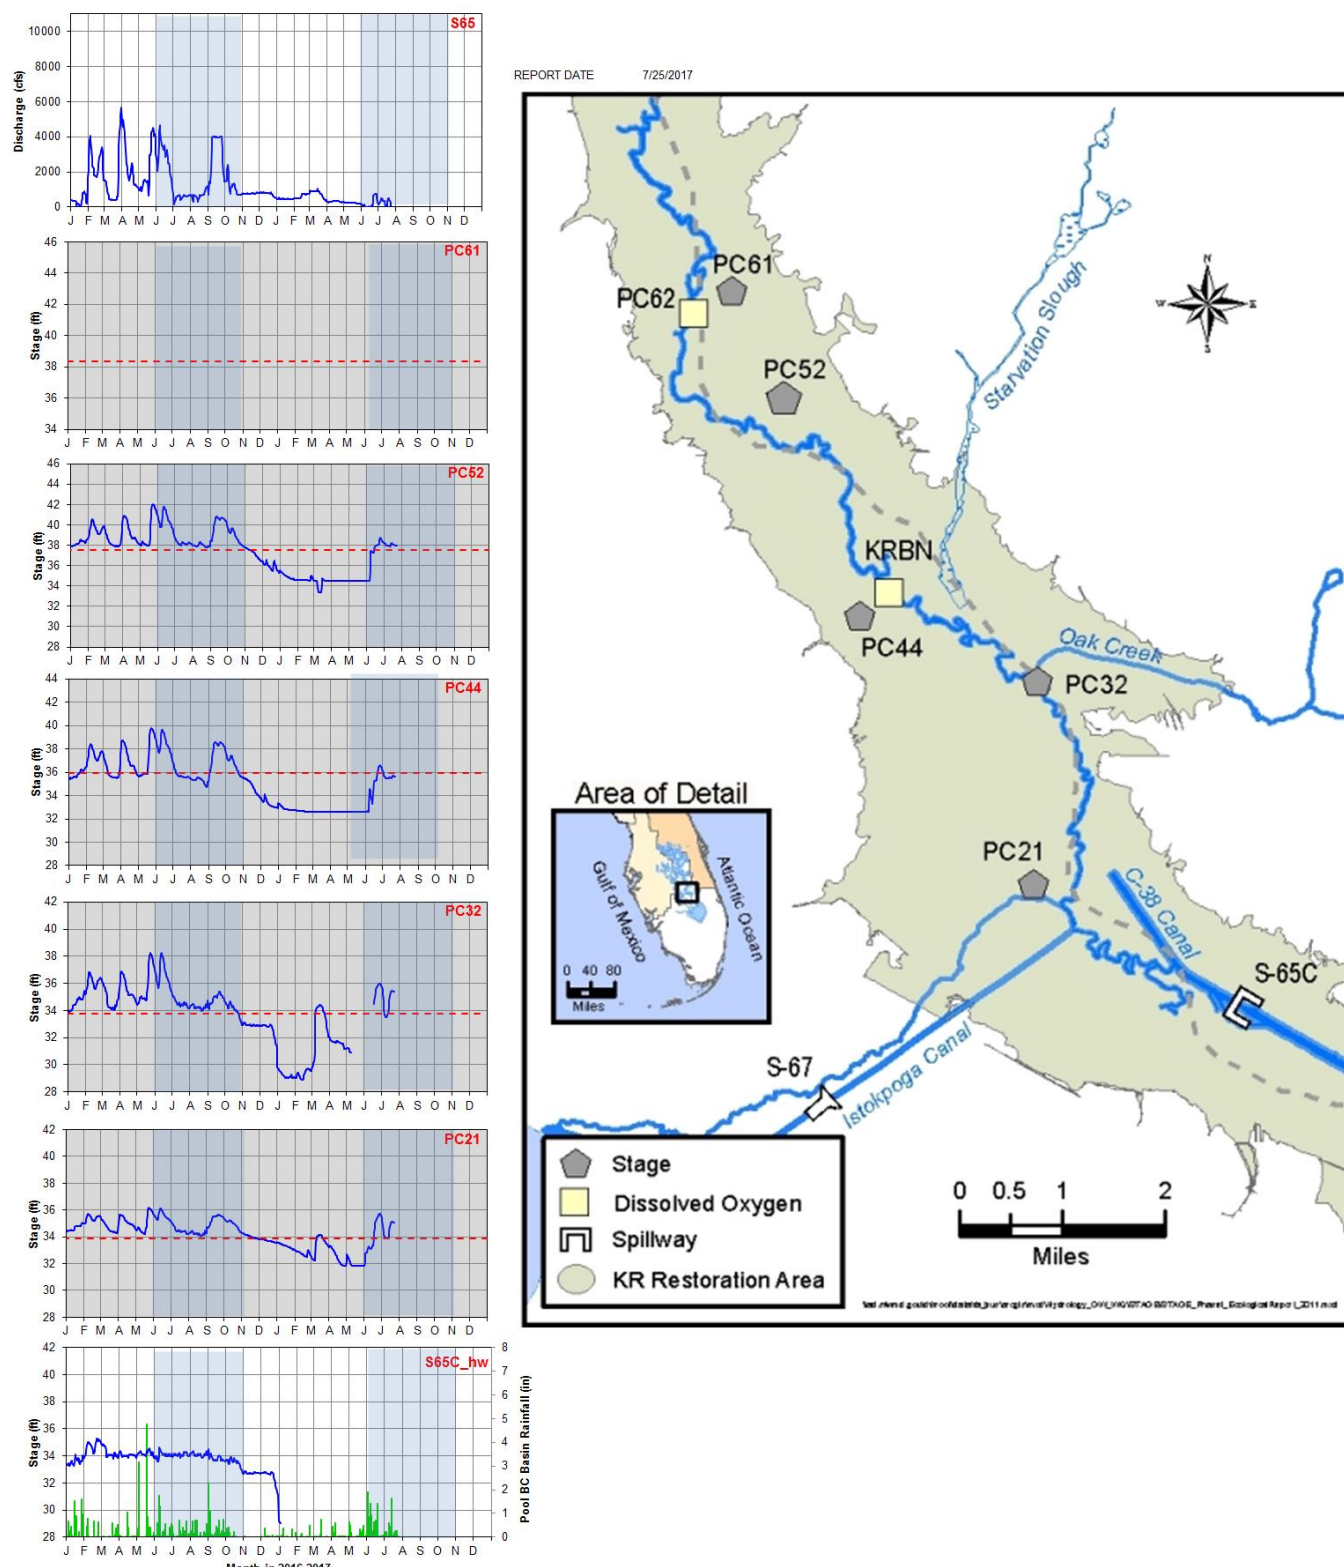 S65
10000
8000
6000
4000
2000
0
Discharge (cfs)
J F M A M J J A S O N D J F M A M J J A S O N D
REPORT DATE 7/25/2017
PC61
46
44
42
40
38
36
34
Stage (ft)
J F M A M J J A S O N D J F M A M J J A S O N D
PC52
46
44
42
40
38
36
34
32
30
28
Stage (ft)
J F M A M J J A S O N D J F M A M J J A S O N D
PC44
44
42
40
38
36
34
32
30
28
Stage (ft)
J F M A M J J A S O N D J F M A M J J A S O N D
PC32
42
40
38
36
34
32
30
28
Stage (ft)
J F M A M J J A S O N D J F M A M J J A S O N D
PC21
42
40
38
36
34
32
30
28
Stage (ft)
J F M A M J J A S O N D J F M A M J J A S O N D
S65C_hw
42
40
38
36
34
32
30
28
Stage (ft)
8
7
6
5
4
3
2
1
0
Pool BC Basin Rainfall (in)
J F M A M J J A S O N D J F M A M J J A S O N D
Month in 2016-2017
N
W
E
S
PC61
PC62
PC52
Starvation Slough
KRBN
PC44
Oak Creek
PC32
PC21
C-38 Canal
S-65C
S-67
Istokpoga Canal
Area of Detail
Gulf of Mexico
Atlantic Ocean
0 40 80
Miles
Stage
Dissolved Oxygen
Spillway
KR Restoration Area
0 0.5 1 2
Miles